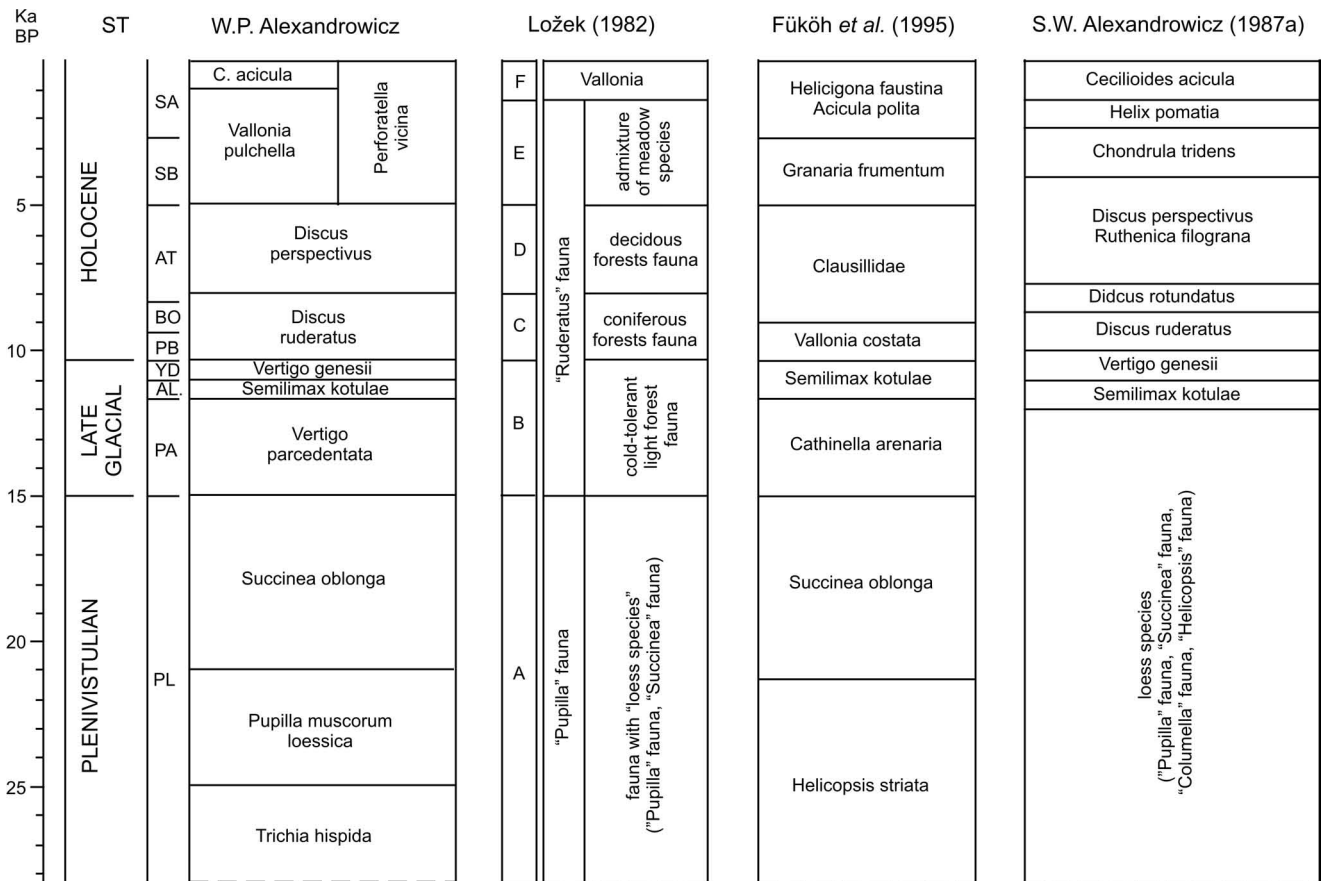 Ka
BP
ST
W.P. Alexandrowicz
Ložek (1982)
Füköh et al. (1995)
S.W. Alexandrowicz (1987a)
5
10
15
20
25
HOLOCENE
LATE
GLACIAL
PLENIVISTULIAN
SA
SB
AT
BO
PB
YD
AL.
PA
PL
C. acicula
Vallonia
pulchella
Perforatella
vicina
Discus
perspectivus
Discus
ruderatus
Vertigo genesii
Semilimax kotulae
Vertigo
parcedentata
Succinea oblonga
Pupilla muscorum
loessica
Trichia hispida
F
E
D
C
B
A
Vallonia
“Ruderatus” fauna
“Pupilla” fauna
admixture
of meadow
species
decidous
forests fauna
coniferous
forests fauna
cold-tolerant
light forest
fauna
fauna with “loess species”
(”Pupilla” fauna, “Succinea” fauna)
Helicigona faustina
Acicula polita
Granaria frumentum
Clausillidae
Vallonia costata
Semilimax kotulae
Cathinella arenaria
Succinea oblonga
Helicopsis striata
Cecilioides acicula
Helix pomatia
Chondrula tridens
Discus perspectivus
Ruthenica filograna
Didcus rotundatus
Discus ruderatus
Vertigo genesii
Semilimax kotulae
loess species
(”Pupilla” fauna, “Succinea” fauna,
“Columella” fauna, “Helicopsis” fauna)